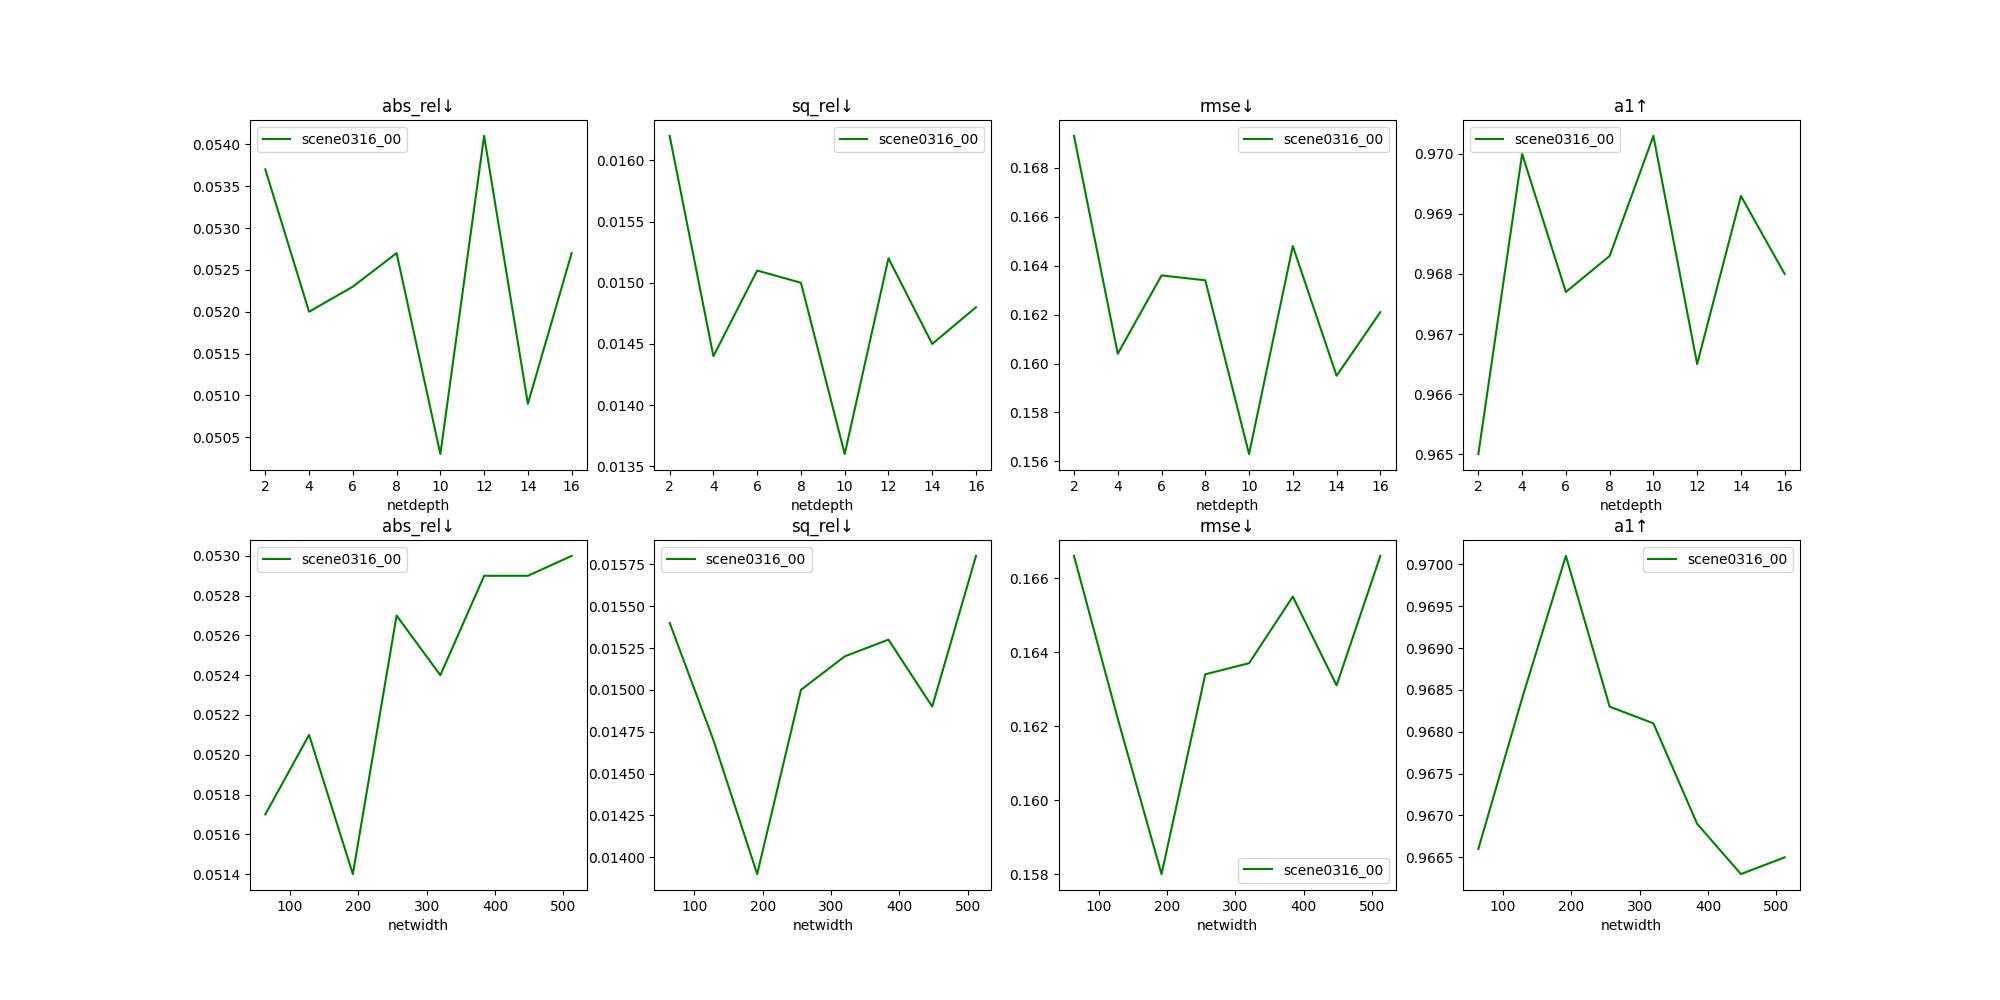 abs_rel↓
scene0316_00
0.0540
0.0535
0.0530
0.0525
0.0520
0.0515
0.0510
0.0505
2 4 6 8 10 12 14 16
netdepth
sq_rel↓
scene0316_00
0.0160
0.0155
0.0150
0.0145
0.0140
0.0135
2 4 6 8 10 12 14 16
netdepth
rmse↓
scene0316_00
0.168
0.166
0.164
0.162
0.160
0.158
0.156
2 4 6 8 10 12 14 16
netdepth
a1↑
scene0316_00
0.970
0.969
0.968
0.967
0.966
0.965
2 4 6 8 10 12 14 16
netdepth
abs_rel↓
scene0316_00
0.0530
0.0528
0.0526
0.0524
0.0522
0.0520
0.0518
0.0516
0.0514
100 200 300 400 500
netwidth
sq_rel↓
scene0316_00
0.01575
0.01550
0.01525
0.01500
0.01475
0.01450
0.01425
0.01400
100 200 300 400 500
netwidth
rmse↓
0.166
0.164
0.162
0.160
0.158
scene0316_00
100 200 300 400 500
netwidth
a1↑
scene0316_00
0.9700
0.9695
0.9690
0.9685
0.9680
0.9675
0.9670
0.9665
100 200 300 400 500
netwidth